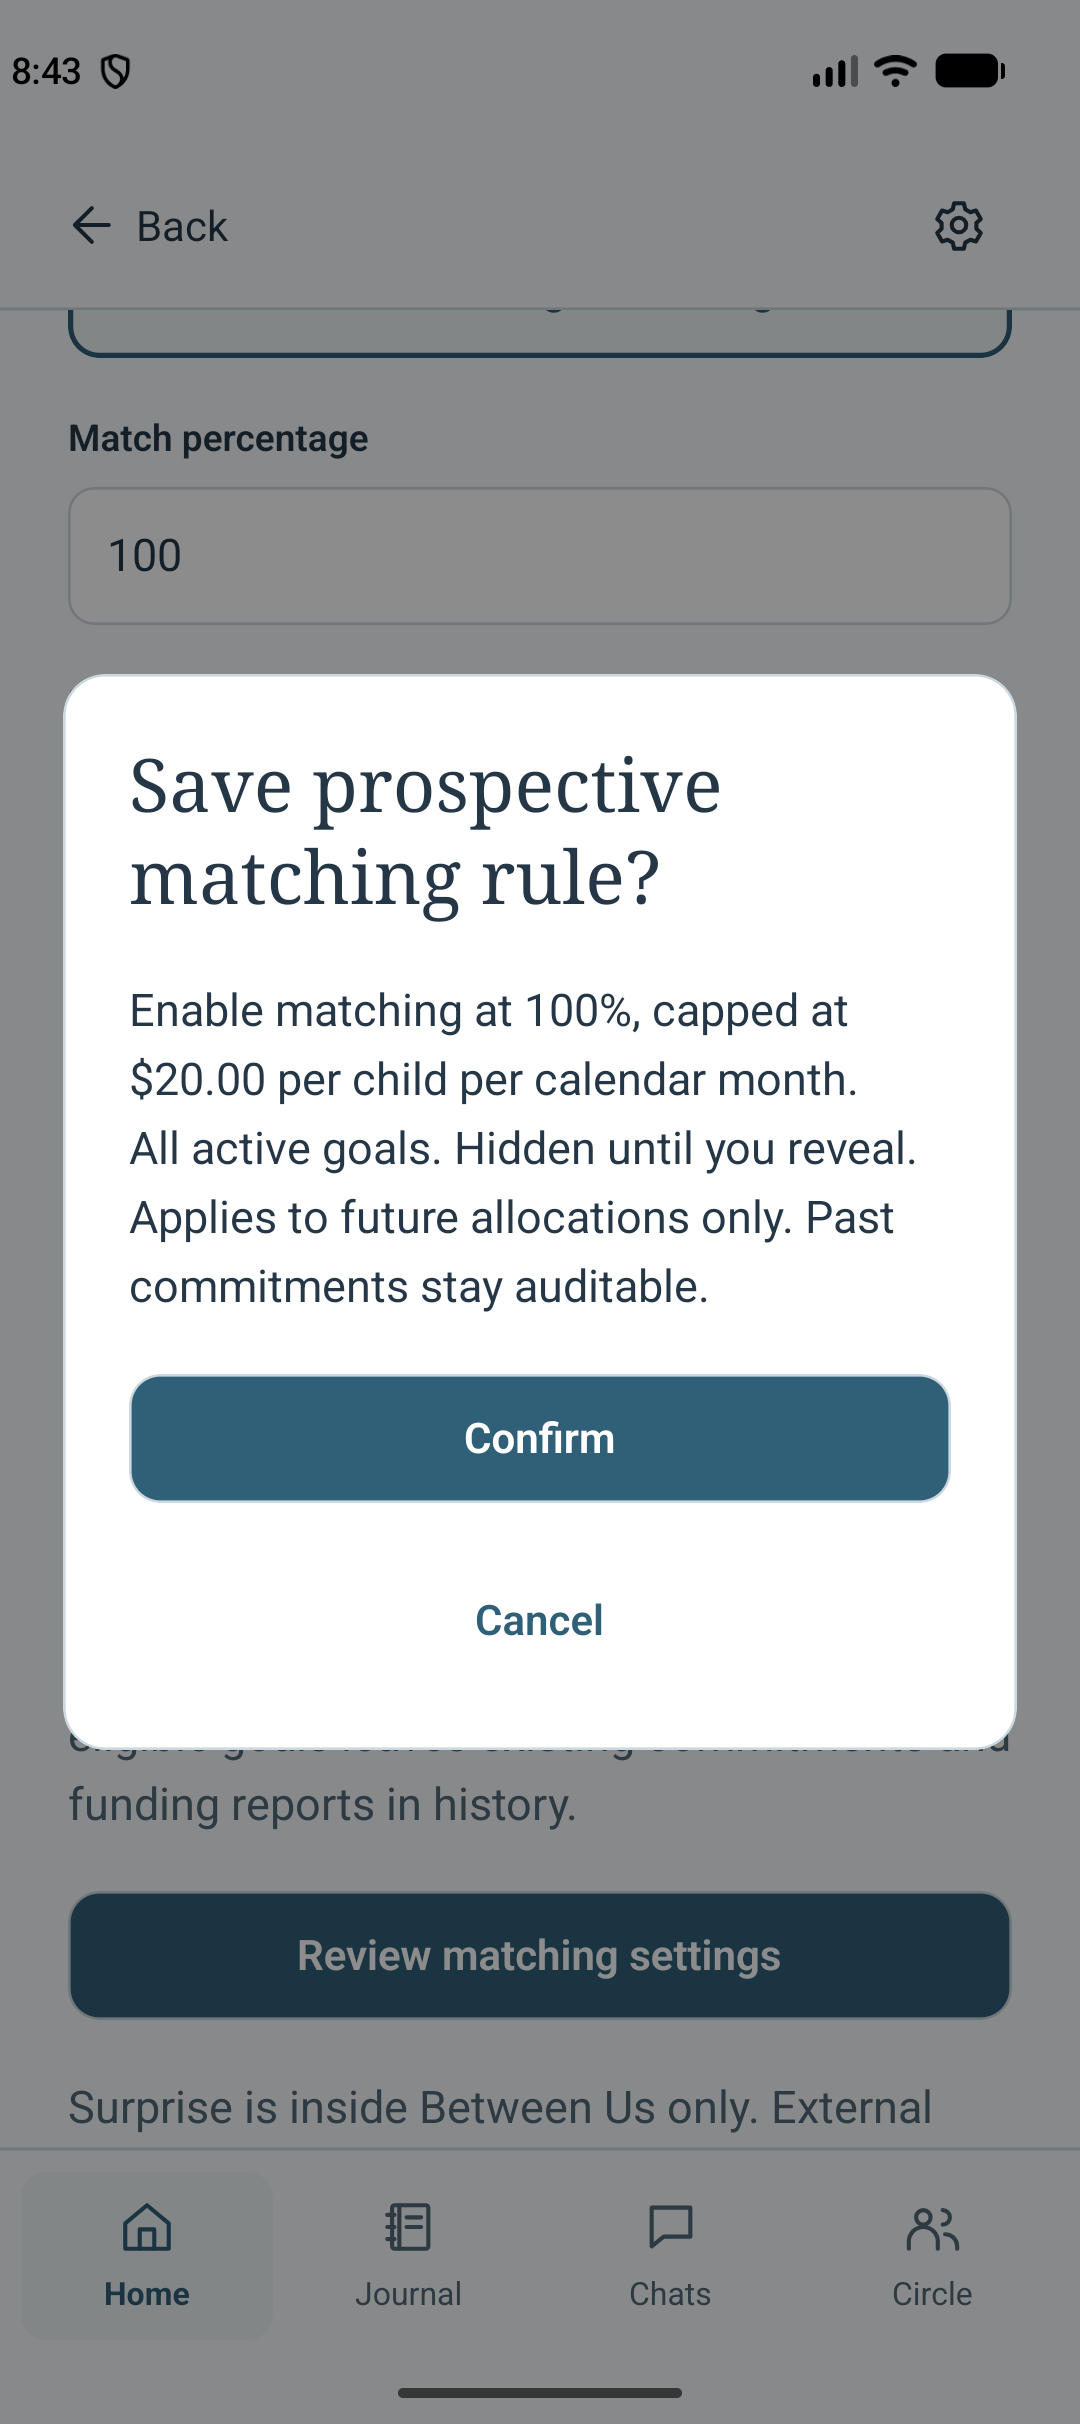 8:43
Back
Match percentage
100
Save prospective
matching rule?
Enable matching at 100%, capped at
$20.00 per child per calendar month.
All active goals. Hidden until you reveal.
Applies to future allocations only. Past
commitments stay auditable.
Confirm
Cancel
funding reports in history.
Review matching settings
Surprise is inside Between Us only. External
Home
Journal
Chats
Circle